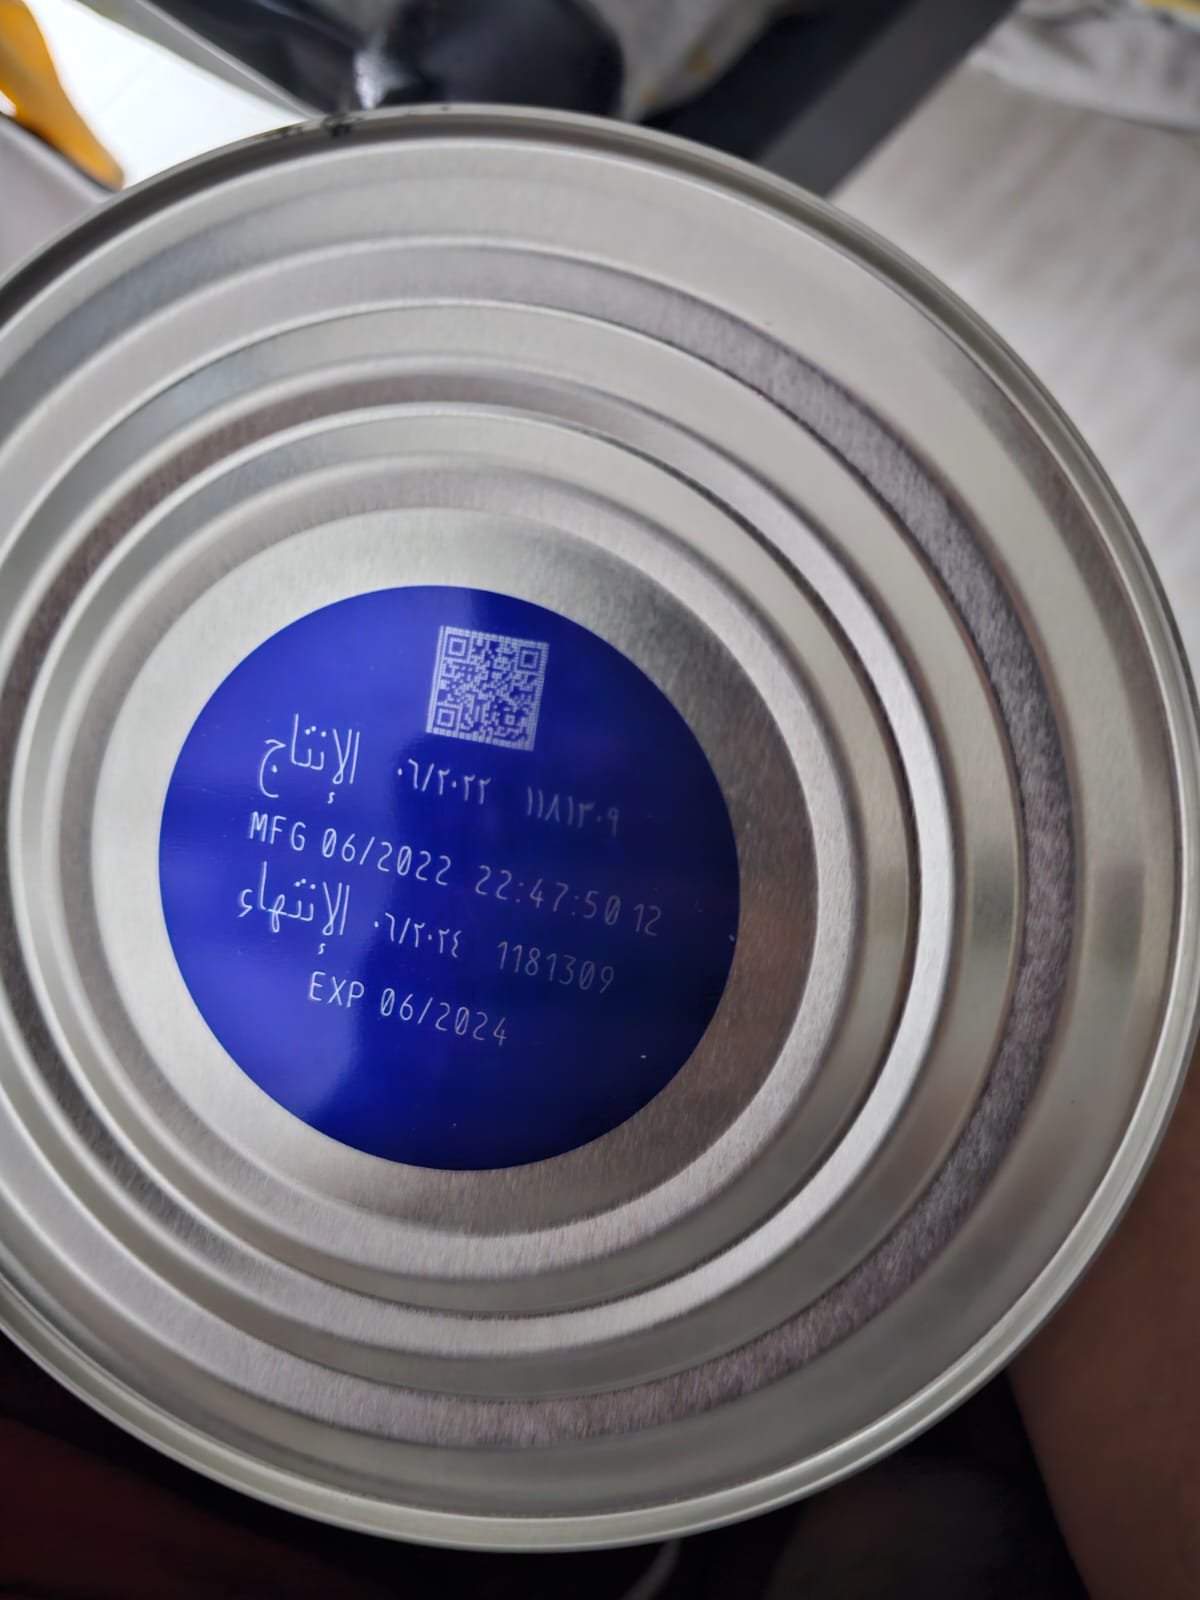 الإنتاج ٠٦/٢٠٢٢ ١١٨١٣٠٩
MFG 06/2022 22:47:50 12
الإنتهاء ٠٦/٢٠٢٤ 1181309
EXP 06/2024